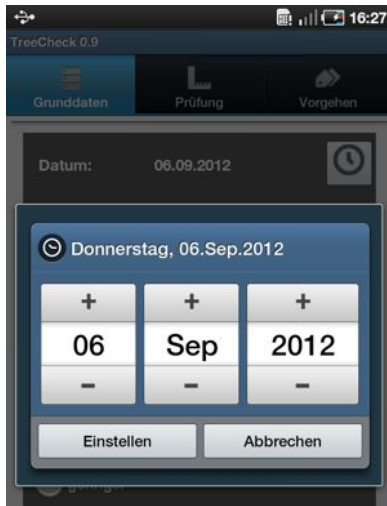 16:27
TreeCheck 0.9
Grunddaten Prüfung Vorgehen
Datum: 06.09.2012
Donnerstag, 06.Sep.2012
+ + +
06 Sep 2012
− − −
Einstellen Abbrechen